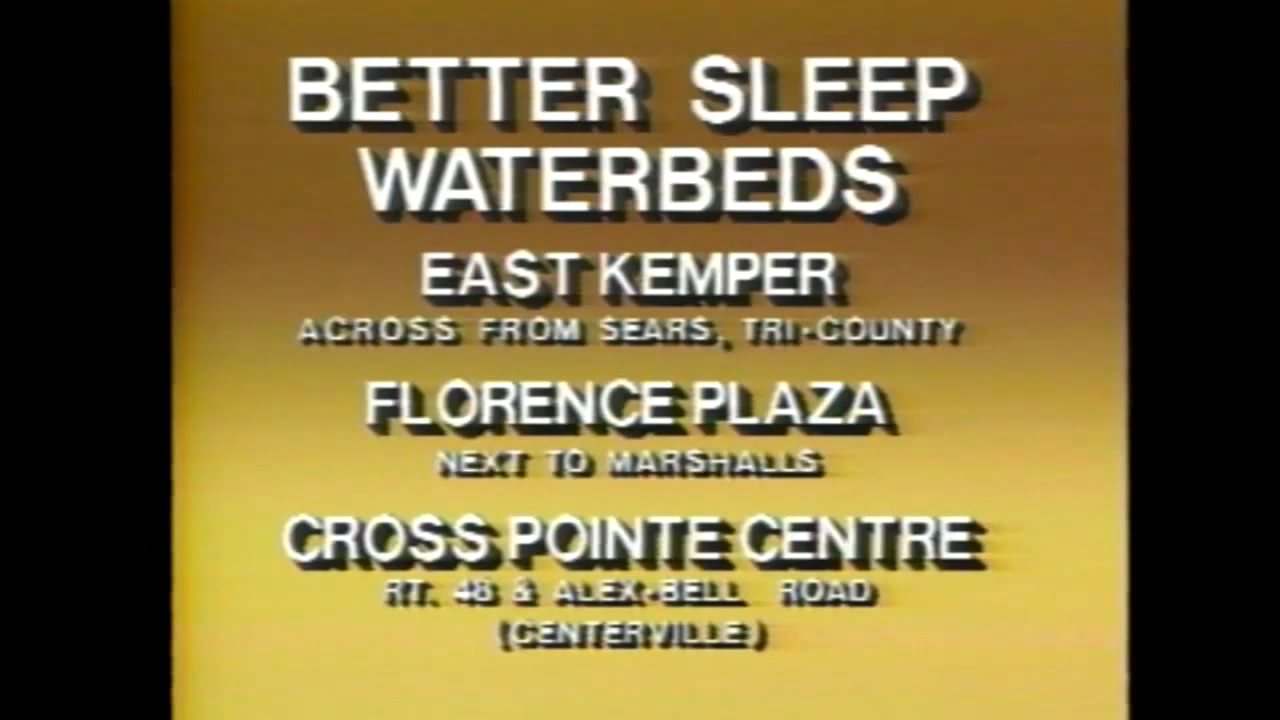 BETTER SLEEP
WATERBEDS
EAST KEMPER
ACROSS FROM SEARS, TRI-COUNTY
FLORENCE PLAZA
NEXT TO MARSHALLS
CROSS POINTE CENTRE
RT. 48 & ALEX-BELL ROAD
(CENTERVILLE)